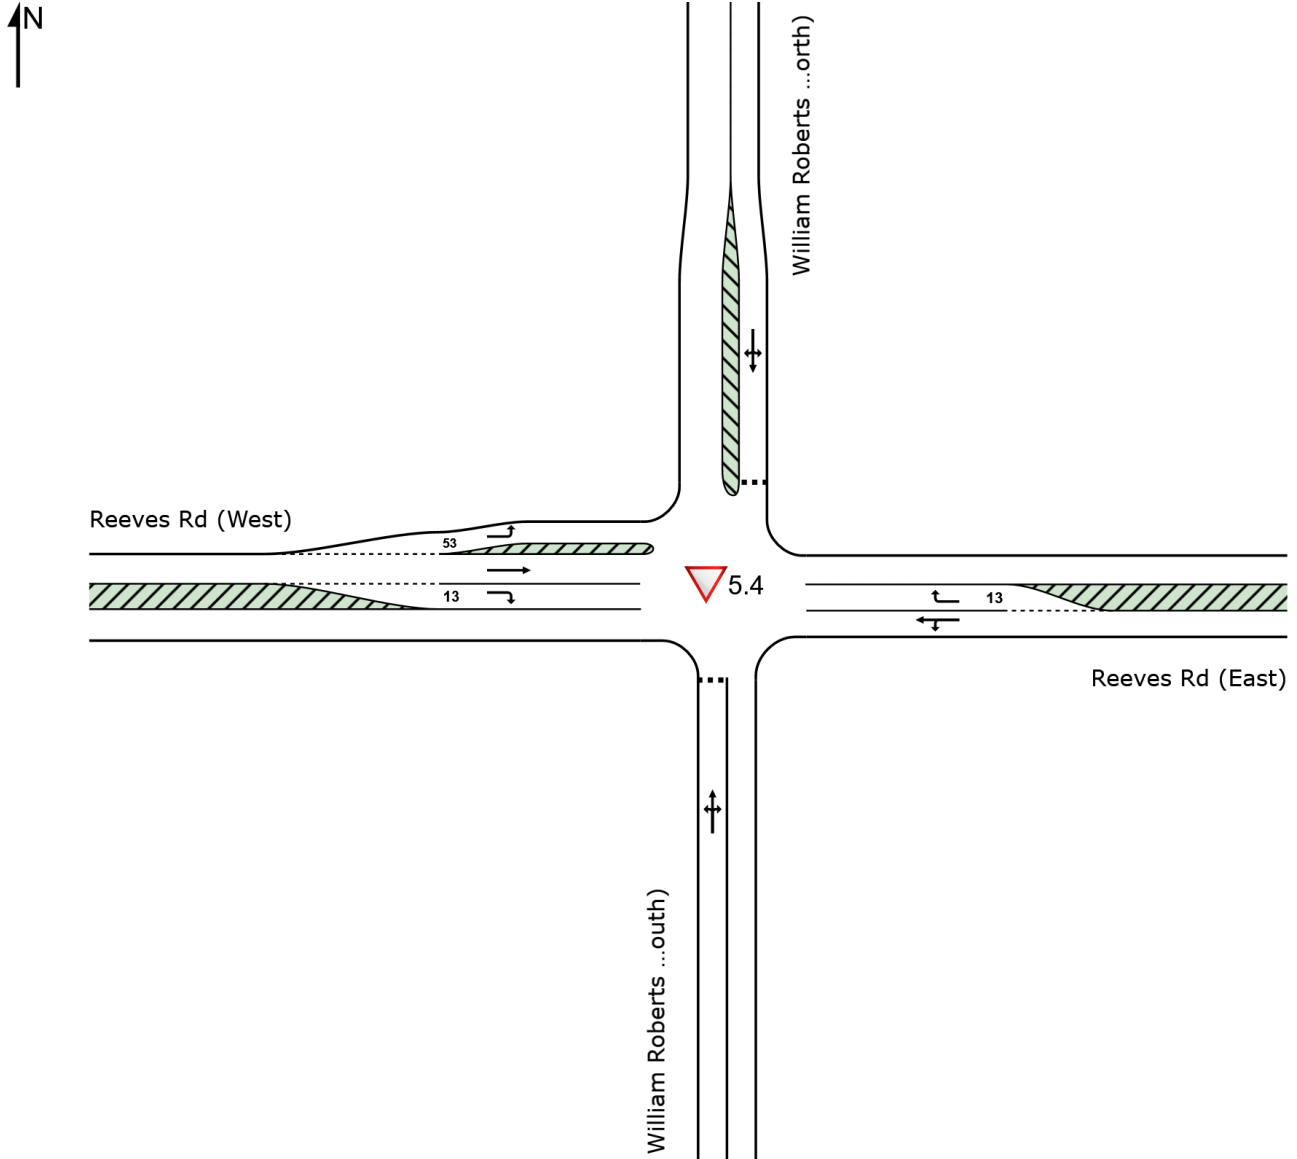 N
William Roberts ...orth)
Reeves Rd (West)
53
5.4
13
13
Reeves Rd (East)
William Roberts ...outh)